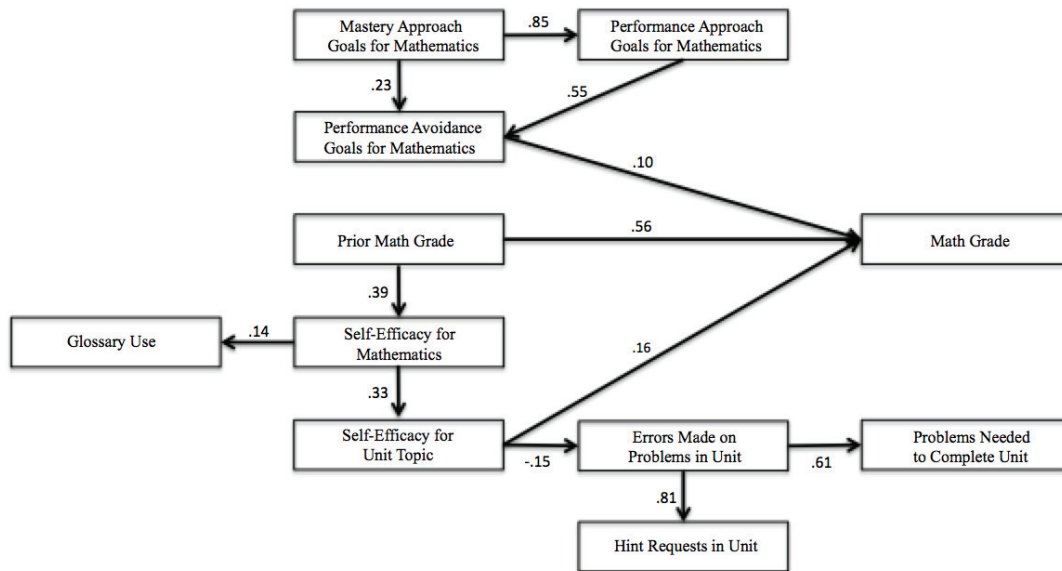 Mastery Approach
Goals for Mathematics
.85
Performance Approach
Goals for Mathematics
.23
.55
Performance Avoidance
Goals for Mathematics
.10
Prior Math Grade
.56
Math Grade
.39
Glossary Use
.14
Self-Efficacy for
Mathematics
.16
.33
Self-Efficacy for
Unit Topic
-.15
Errors Made on
Problems in Unit
.61
Problems Needed
to Complete Unit
.81
Hint Requests in Unit